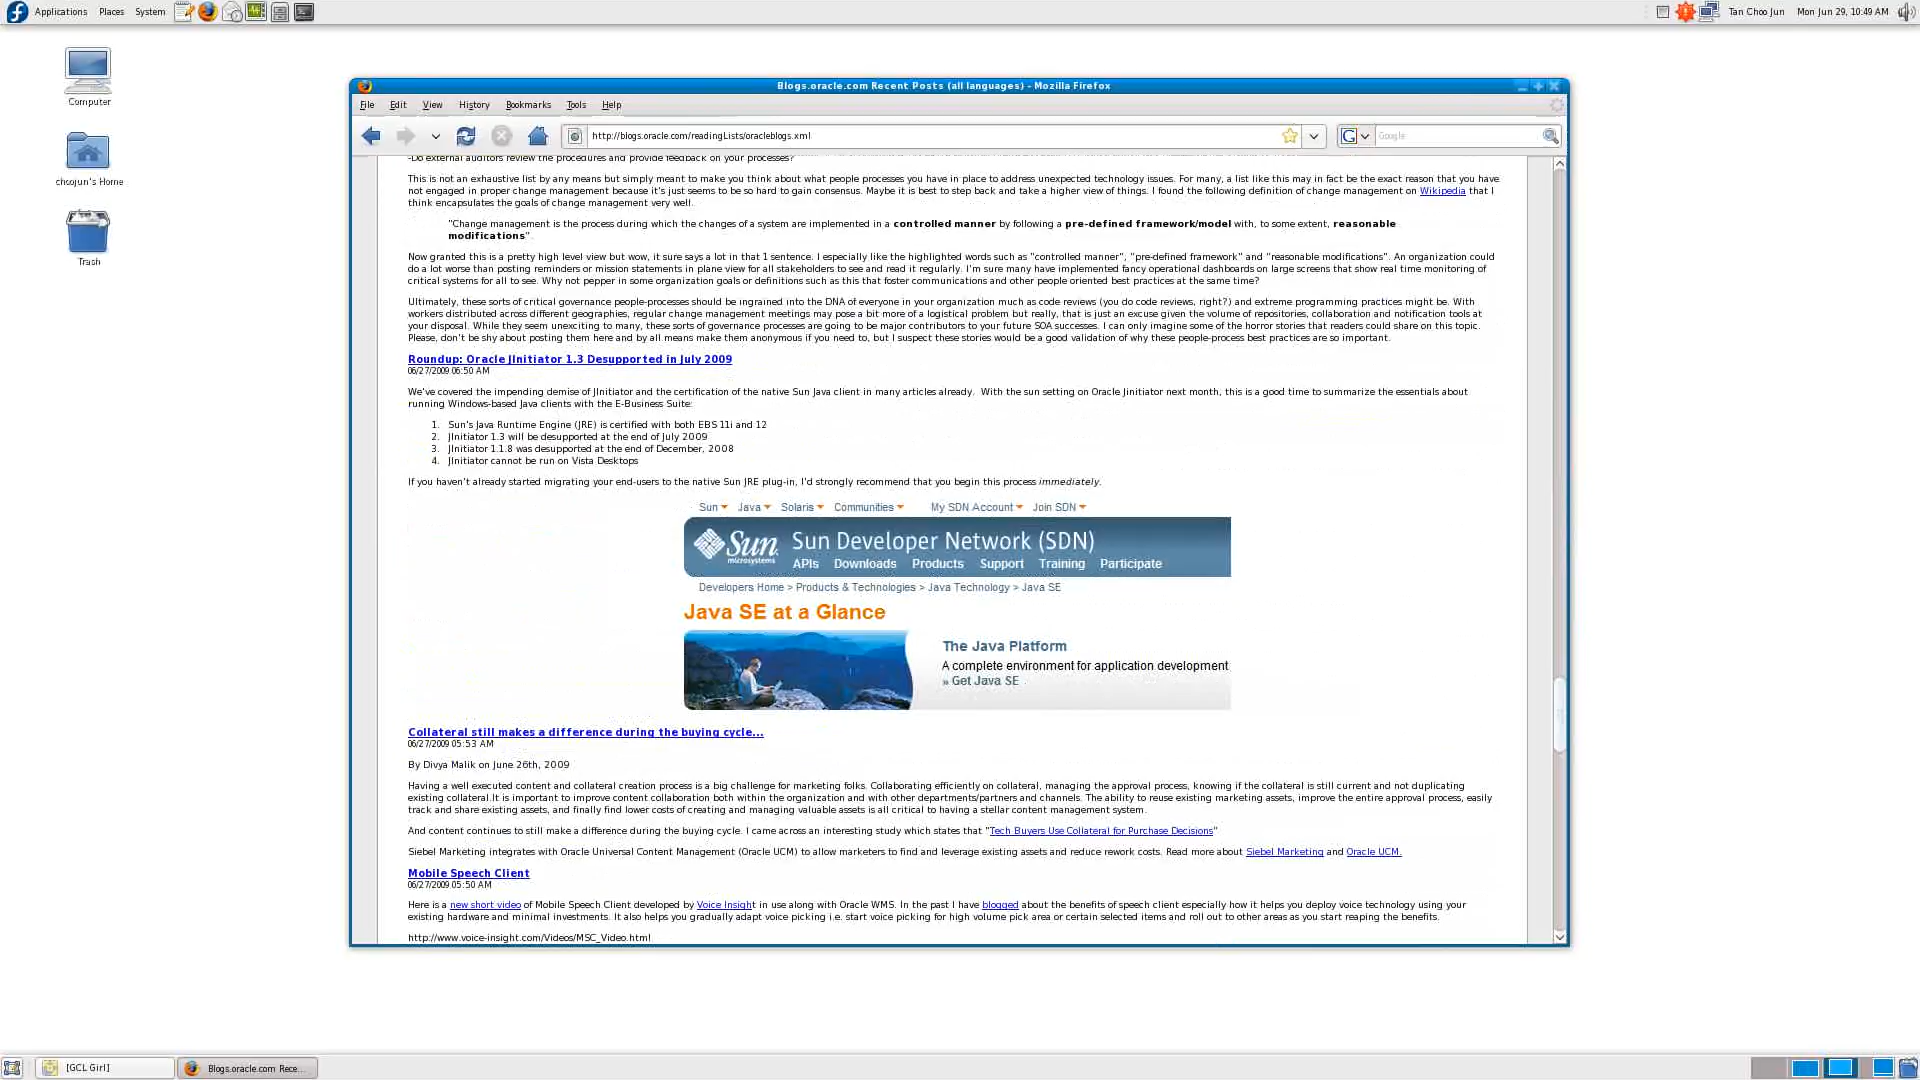 Applications Places System
Tan Choo Jun Mon Jun 29, 10:49 AM
Computer
choojun's Home
Trash
Blogs.oracle.com Recent Posts (all languages) - Mozilla Firefox
File Edit View History Bookmarks Tools Help
http://blogs.oracle.com/readingLists/oracleblogs.xml
G Google
-Do external auditors review the procedures and provide feedback on your processes?
This is not an exhaustive list by any means but simply meant to make you think about what people processes you have in place to address unexpected technology issues. For many, a list like this may in fact be the exact reason that you have
not engaged in proper change management because it's just seems to be so hard to gain consensus. Maybe it is best to step back and take a higher view of things. I found the following definition of change management on Wikipedia that I
think encapsulates the goals of change management very well.
"Change management is the process during which the changes of a system are implemented in a controlled manner by following a pre-defined framework/model with, to some extent, reasonable
modifications".
Now granted this is a pretty high level view but wow, it sure says a lot in that 1 sentence. I especially like the highlighted words such as "controlled manner", "pre-defined framework" and "reasonable modifications". An organization could
do a lot worse than posting reminders or mission statements in plane view for all stakeholders to see and read it regularly. I'm sure many have implemented fancy operational dashboards on large screens that show real time monitoring of
critical systems for all to see. Why not pepper in some organization goals or definitions such as this that foster communications and other people oriented best practices at the same time?
Ultimately, these sorts of critical governance people-processes should be ingrained into the DNA of everyone in your organization much as code reviews (you do code reviews, right?) and extreme programming practices might be. With
workers distributed across different geographies, regular change management meetings may pose a bit more of a logistical problem but really, that is just an excuse given the volume of repositories, collaboration and notification tools at
your disposal. While they seem unexciting to many, these sorts of governance processes are going to be major contributors to your future SOA successes. I can only imagine some of the horror stories that readers could share on this topic.
Please, don't be shy about posting them here and by all means make them anonymous if you need to, but I suspect these stories would be a good validation of why these people-process best practices are so important.
Roundup: Oracle JInitiator 1.3 Desupported in July 2009
06/27/2009 06:50 AM
We've covered the impending demise of JInitiator and the certification of the native Sun Java client in many articles already. With the sun setting on Oracle Jinitiator next month, this is a good time to summarize the essentials about
running Windows-based Java clients with the E-Business Suite:
1. Sun's Java Runtime Engine (JRE) is certified with both EBS 11i and 12
2. JInitiator 1.3 will be desupported at the end of July 2009
3. JInitiator 1.1.8 was desupported at the end of December, 2008
4. JInitiator cannot be run on Vista Desktops
If you haven't already started migrating your end-users to the native Sun JRE plug-in, I'd strongly recommend that you begin this process immediately.
Sun Java Solaris Communities My SDN Account Join SDN
Sun microsystems Sun Developer Network (SDN)
APIs Downloads Products Support Training Participate
Developers Home > Products & Technologies > Java Technology > Java SE
Java SE at a Glance
The Java Platform
A complete environment for application development
» Get Java SE
Collateral still makes a difference during the buying cycle...
06/27/2009 05:53 AM
By Divya Malik on June 26th, 2009
Having a well executed content and collateral creation process is a big challenge for marketing folks. Collaborating efficiently on collateral, managing the approval process, knowing if the collateral is still current and not duplicating
existing collateral.It is important to improve content collaboration both within the organization and with other departments/partners and channels. The ability to reuse existing marketing assets, improve the entire approval process, easily
track and share existing assets, and finally find lower costs of creating and managing valuable assets is all critical to having a stellar content management system.
And content continues to still make a difference during the buying cycle. I came across an interesting study which states that "Tech Buyers Use Collateral for Purchase Decisions"
Siebel Marketing integrates with Oracle Universal Content Management (Oracle UCM) to allow marketers to find and leverage existing assets and reduce rework costs. Read more about Siebel Marketing and Oracle UCM.
Mobile Speech Client
06/27/2009 05:50 AM
Here is a new short video of Mobile Speech Client developed by Voice Insight in use along with Oracle WMS. In the past I have blogged about the benefits of speech client especially how it helps you deploy voice technology using your
existing hardware and minimal investments. It also helps you gradually adapt voice picking i.e. start voice picking for high volume pick area or certain selected items and roll out to other areas as you start reaping the benefits.
http://www.voice-insight.com/Videos/MSC_Video.html
[GCL Girl] Blogs.oracle.com Rece...